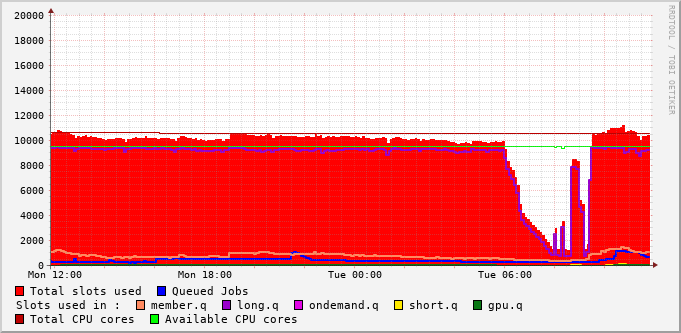 20000
18000
16000
14000
12000
10000
8000
6000
4000
2000
0
Mon 12:00 Mon 18:00 Tue 00:00 Tue 06:00
Total slots used Queued Jobs
Slots used in : member.q long.q ondemand.q short.q gpu.q
Total CPU cores Available CPU cores
RRDTOOL / TOBI OETIKER